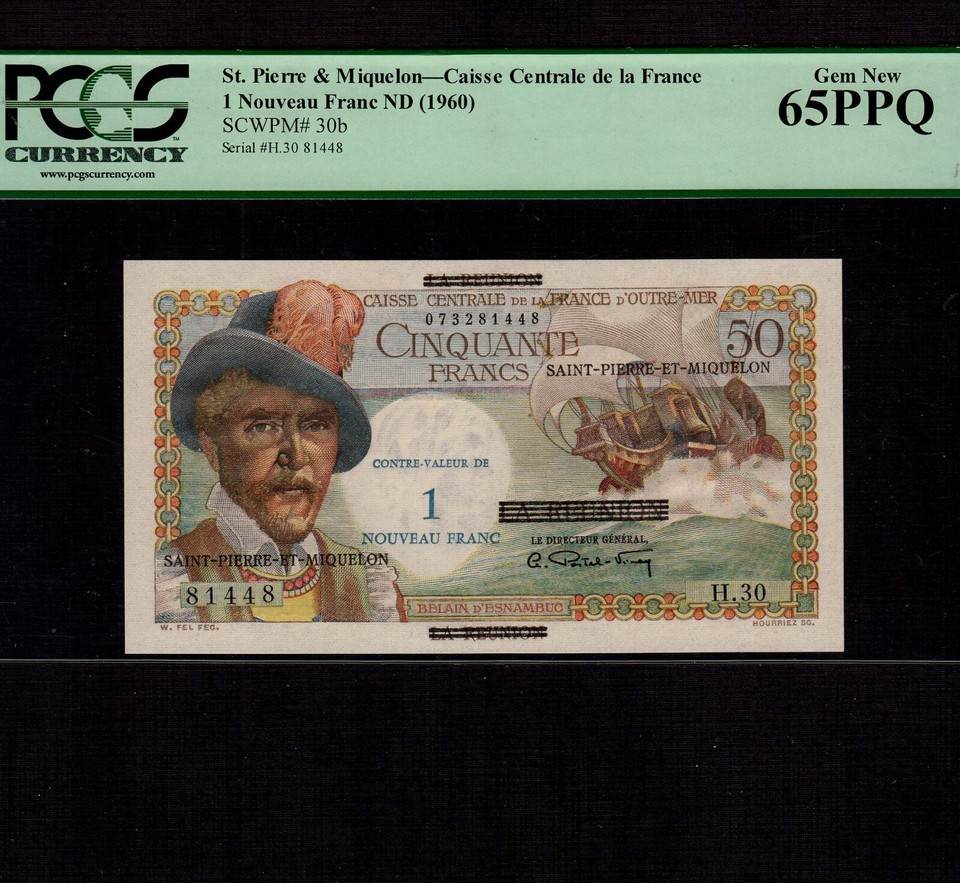 PCGS
CURRENCY
www.pcgscurrency.com
St. Pierre & Miquelon—Caisse Centrale de la France
1 Nouveau Franc ND (1960)
SCWPM# 30b
Serial #H.30 81448
Gem New
65PPQ
LA REUNION
CAISSE CENTRALE DE LA FRANCE D'OUTRE-MER
073281448
CINQUANTE
FRANCS
50
SAINT-PIERRE-ET-MIQUELON
CONTRE-VALEUR DE
1
NOUVEAU FRANC
LA REUNION
LE DIRECTEUR GÉNÉRAL,
SAINT-PIERRE-ET-MIQUELON
81448
H.30
BELAIN D'ESNAMBUC
LA REUNION
W. FEL FEC.
HOURRIEZ SC.